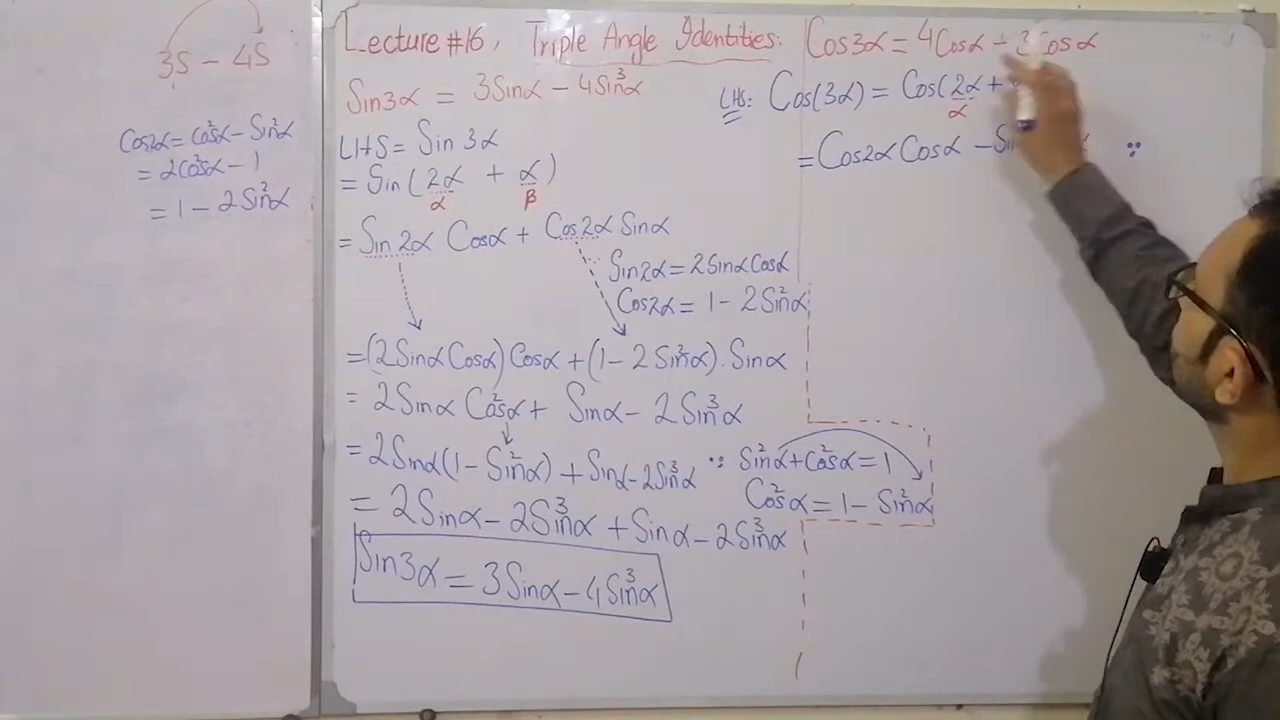 3S - 4S
Cos2α = Cos²α - Sin²α
= 2Cos²α - 1
= 1 - 2Sin²α
Lecture #16, Triple Angle Identities:
Sin3α = 3Sinα - 4Sin³α
LHS = Sin 3α
= Sin(2α + α)
α β
= Sin 2α Cosα + Cos2α Sinα
Sin2α = 2SinαCosα
Cos2α = 1 - 2Sin²α
= (2SinαCosα)Cosα + (1 - 2Sin²α).Sinα
= 2Sinα Cos²α + Sinα - 2Sin³α
= 2Sinα(1 - Sin²α) + Sinα - 2Sin³α
∵ Sin²α + Cos²α = 1
Cos²α = 1 - Sin²α
= 2Sinα - 2Sin³α + Sinα - 2Sin³α
Sin3α = 3Sinα - 4Sin³α
Cos3α = 4Cosα - 3Cosα
LHS: Cos(3α) = Cos(2α +
α
= Cos2α Cosα - α ∵